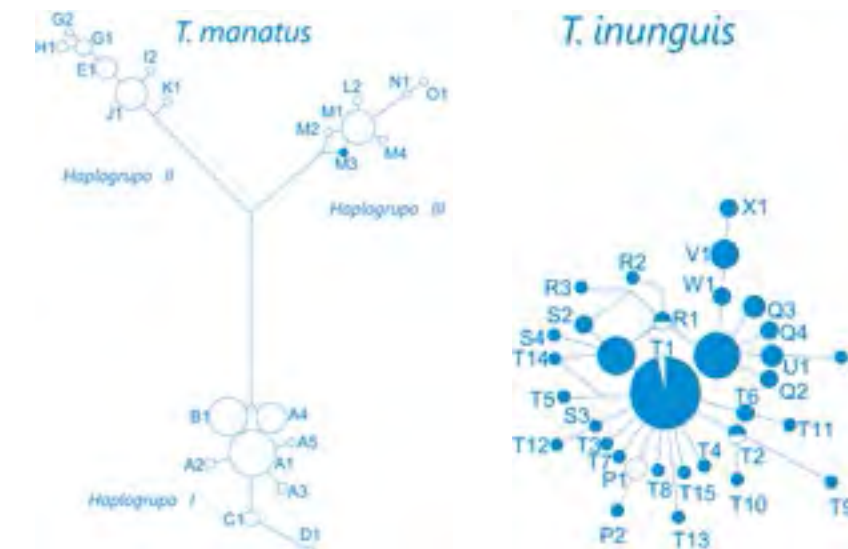 T. manatus
G2
H1
G1
E1
I2
K1
J1
Haplogrupo II
L2
N1
O1
M1
M2
M3
M4
Haplogrupo III
B1
A4
A5
A2
A1
A3
Haplogrupo I
C1
D1
T. inunguis
X1
V1
W1
R2
R3
R1
S2
S4
T14
T1
Q3
Q4
U1
Q2
T5
S3
T6
T11
T12
T3
T7
T4
T2
P1
T8
T15
T10
T9
P2
T13